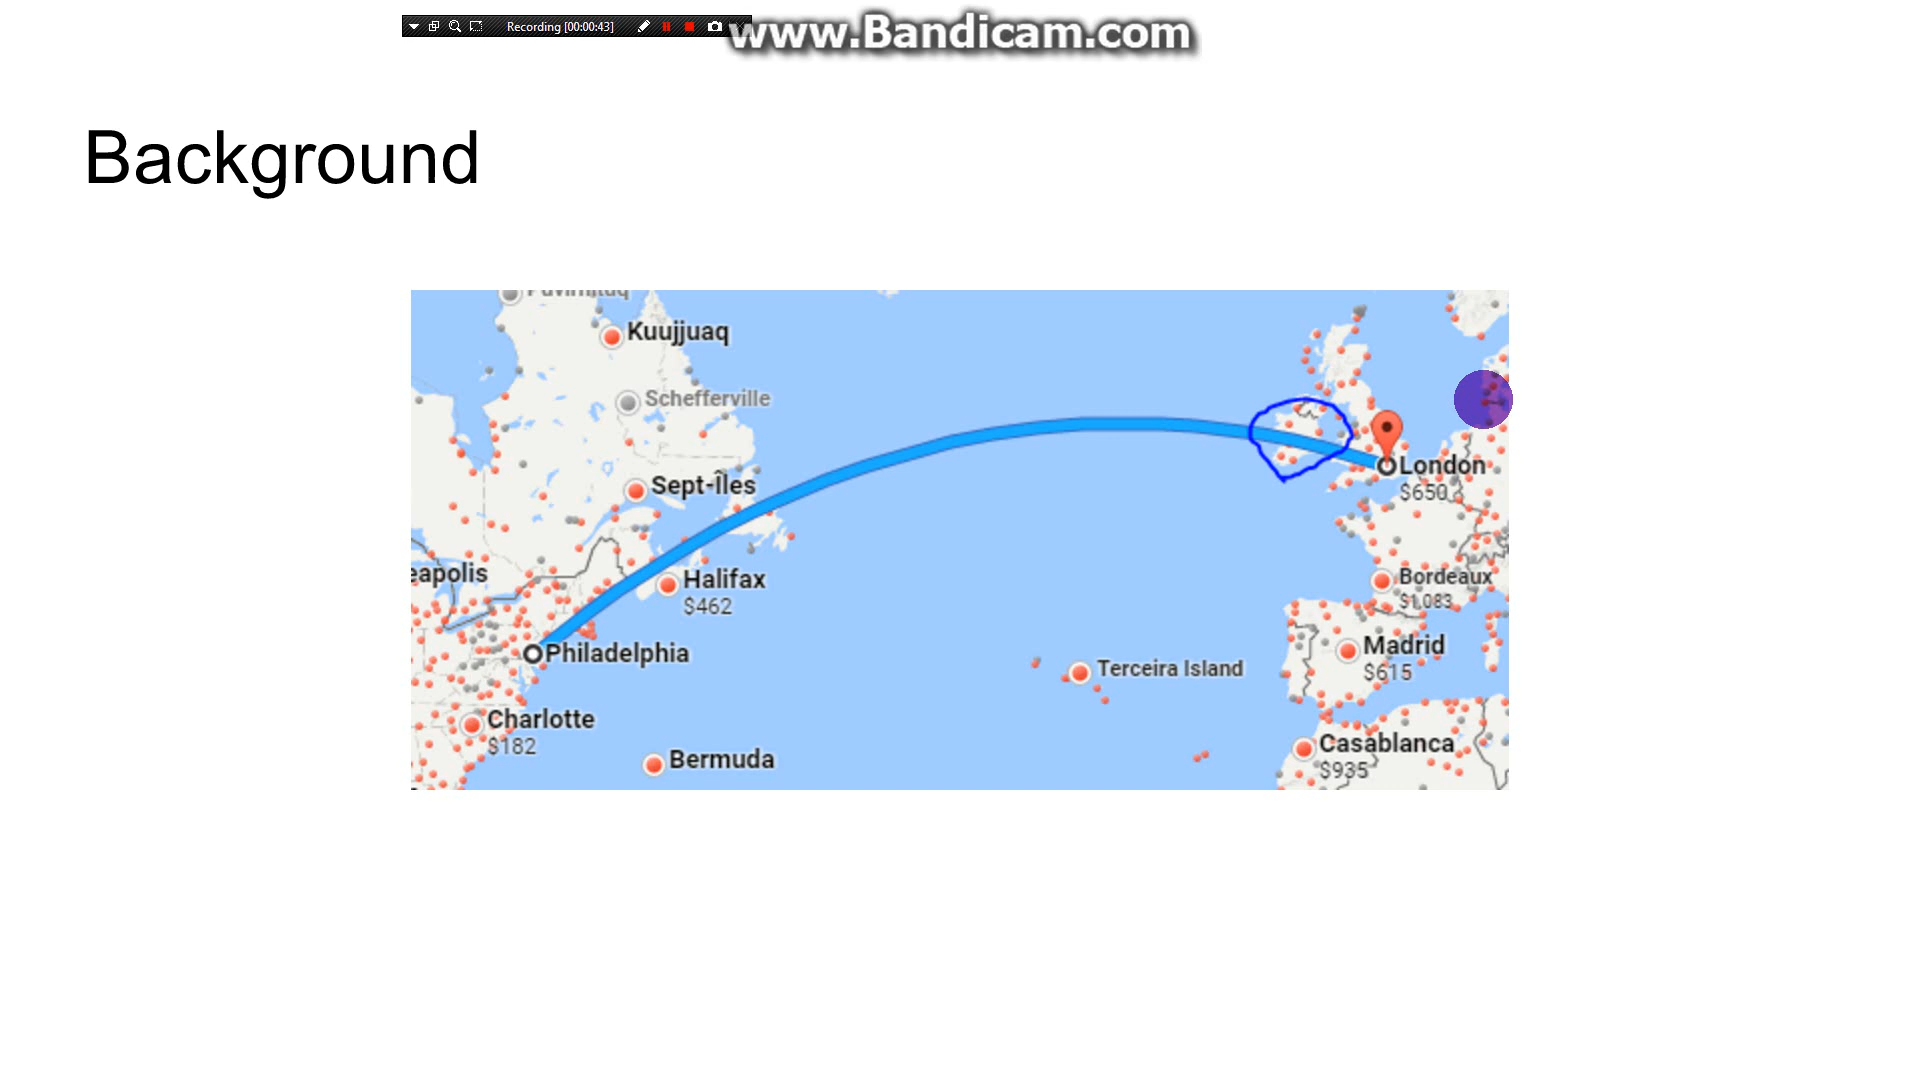 Recording [00:00:43]
www.Bandicam.com
Background
Kuujjuaq
Schefferville
Sept-Îles
London
$650
eapolis
Halifax
$462
Bordeaux
$1,083
Philadelphia
Madrid
$615
Terceira Island
Charlotte
$182
Casablanca
$935
Bermuda